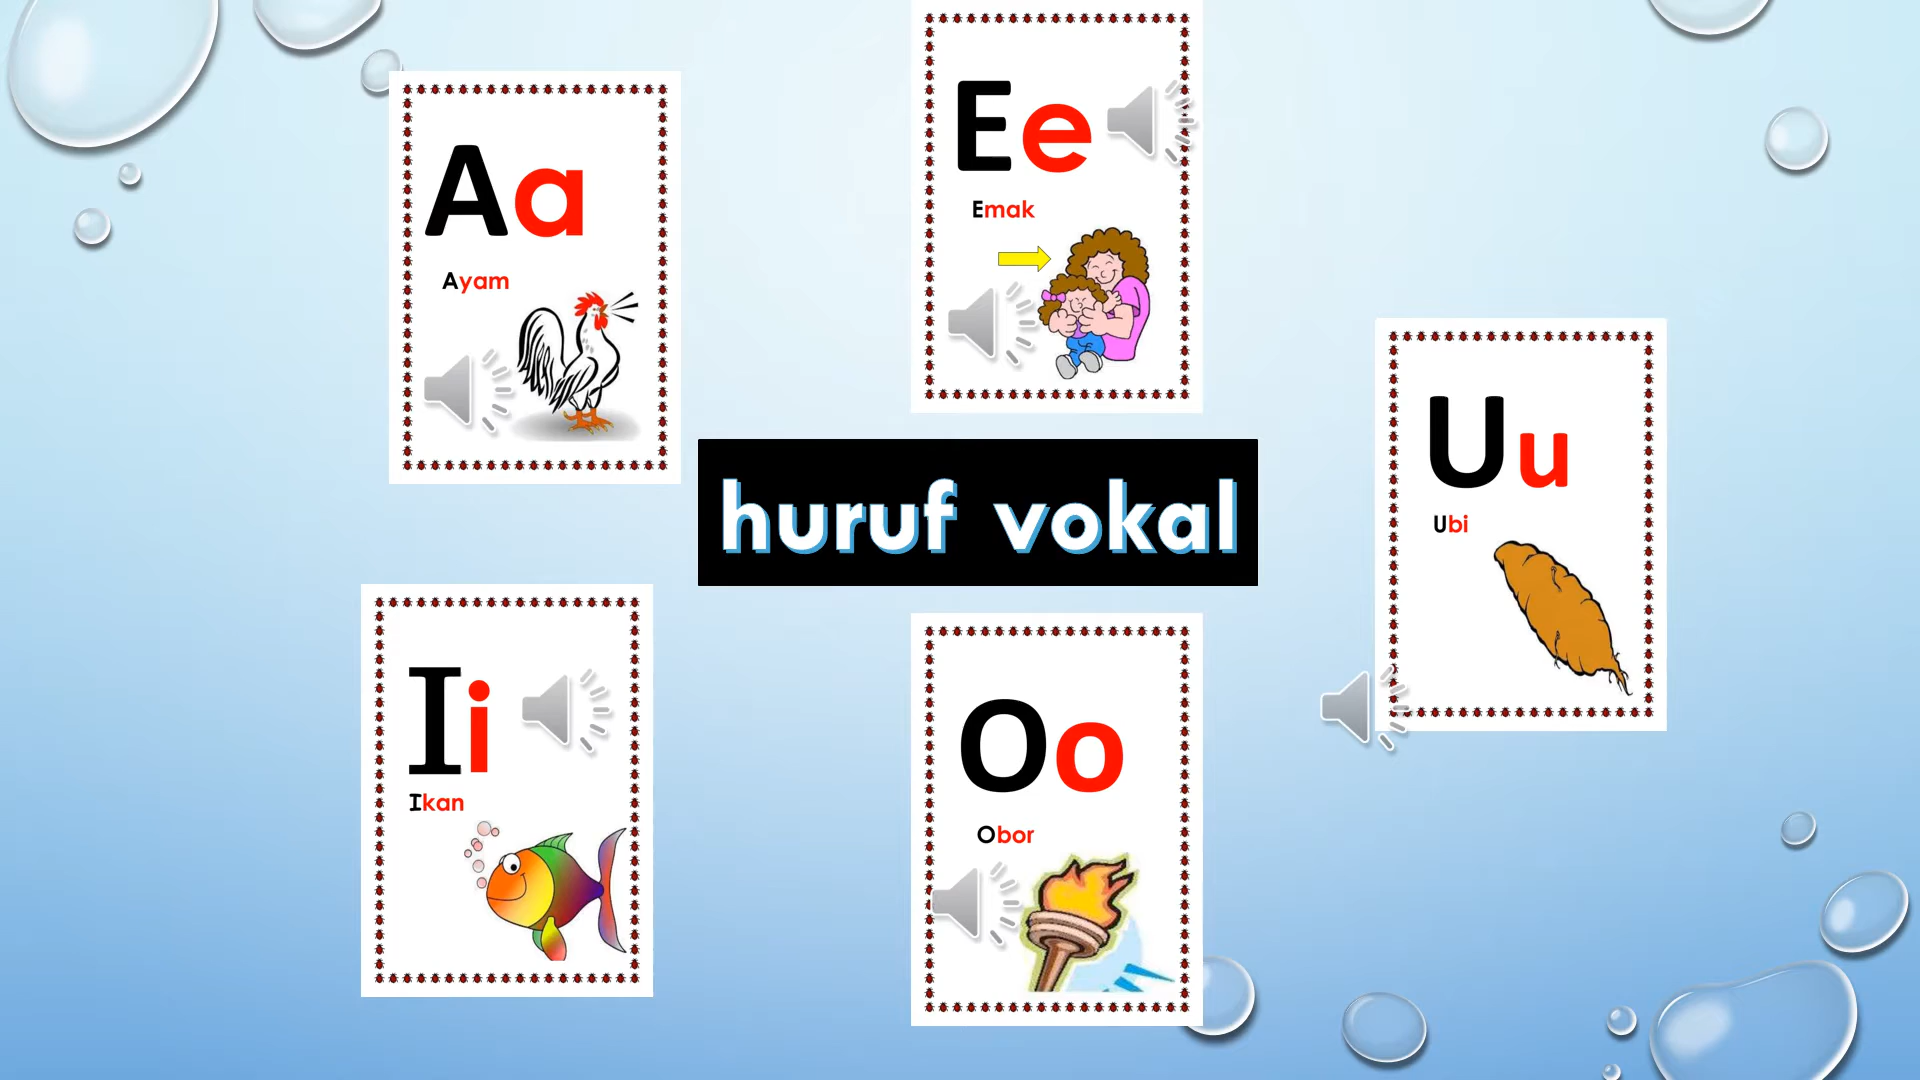 Aa
Ayam
Ee
Emak
huruf vokal
Uu
Ubi
Ii
Ikan
Oo
Obor